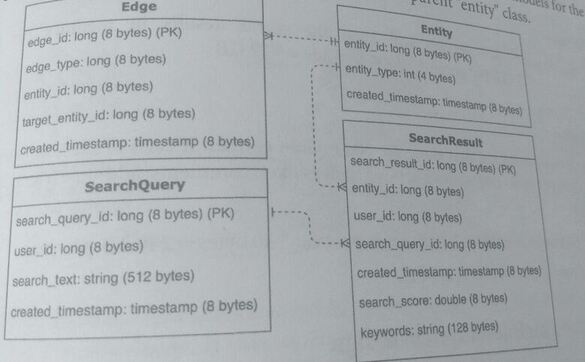 models for the
parent "entity" class.
Edge
edge_id: long (8 bytes) (PK)
edge_type: long (8 bytes)
entity_id: long (8 bytes)
target_entity_id: long (8 bytes)
created_timestamp: timestamp (8 bytes)
Entity
entity_id: long (8 bytes) (PK)
entity_type: int (4 bytes)
created_timestamp: timestamp (8 bytes)
SearchQuery
search_query_id: long (8 bytes) (PK)
user_id: long (8 bytes)
search_text: string (512 bytes)
created_timestamp: timestamp (8 bytes)
SearchResult
search_result_id: long (8 bytes) (PK)
entity_id: long (8 bytes)
user_id: long (8 bytes)
search_query_id: long (8 bytes)
created_timestamp: timestamp (8 bytes)
search_score: double (8 bytes)
keywords: string (128 bytes)